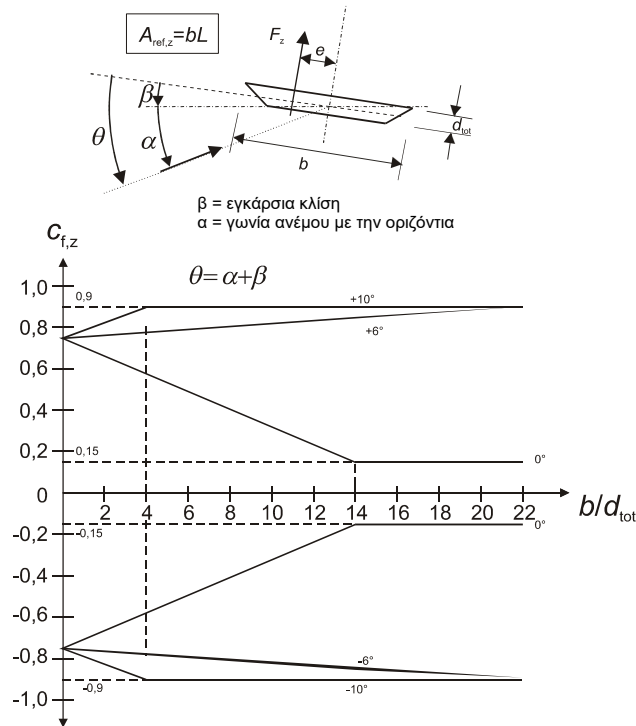 A_ref,z=bL
F_z
e
β
θ
α
b
d_tot
β = εγκάρσια κλίση
α = γωνία ανέμου με την οριζόντια
c_f,z
θ=α+β
1,0
0,9
+10°
0,8
+6°
0,6
0,4
0,2
0,15
0°
0
2 4 6 8 10 12 14 16 18 20 22
b/d_tot
-0,15
0°
-0,2
-0,4
-0,6
-0,8
-6°
-0,9
-10°
-1,0